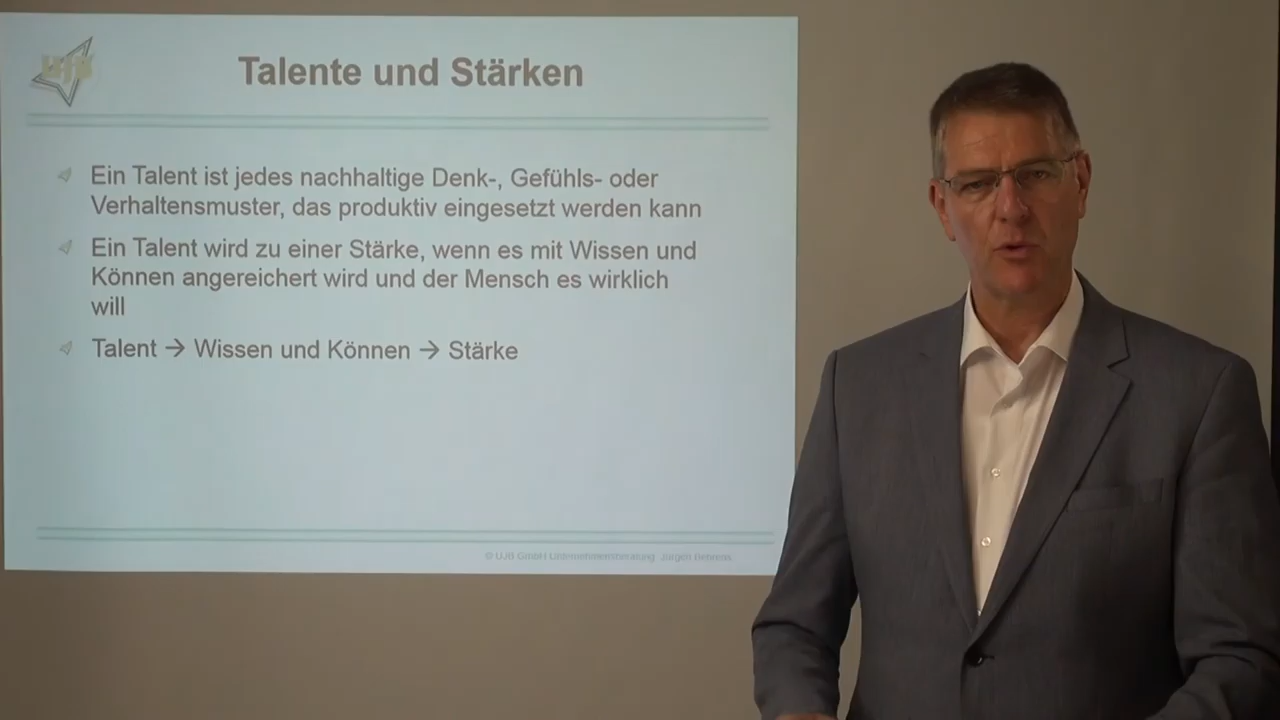 UJB
Talente und Stärken
Ein Talent ist jedes nachhaltige Denk-, Gefühls- oder
Verhaltensmuster, das produktiv eingesetzt werden kann
Ein Talent wird zu einer Stärke, wenn es mit Wissen und
Können angereichert wird und der Mensch es wirklich
will
Talent → Wissen und Können → Stärke
© UJB GmbH Unternehmensberatung Jürgen